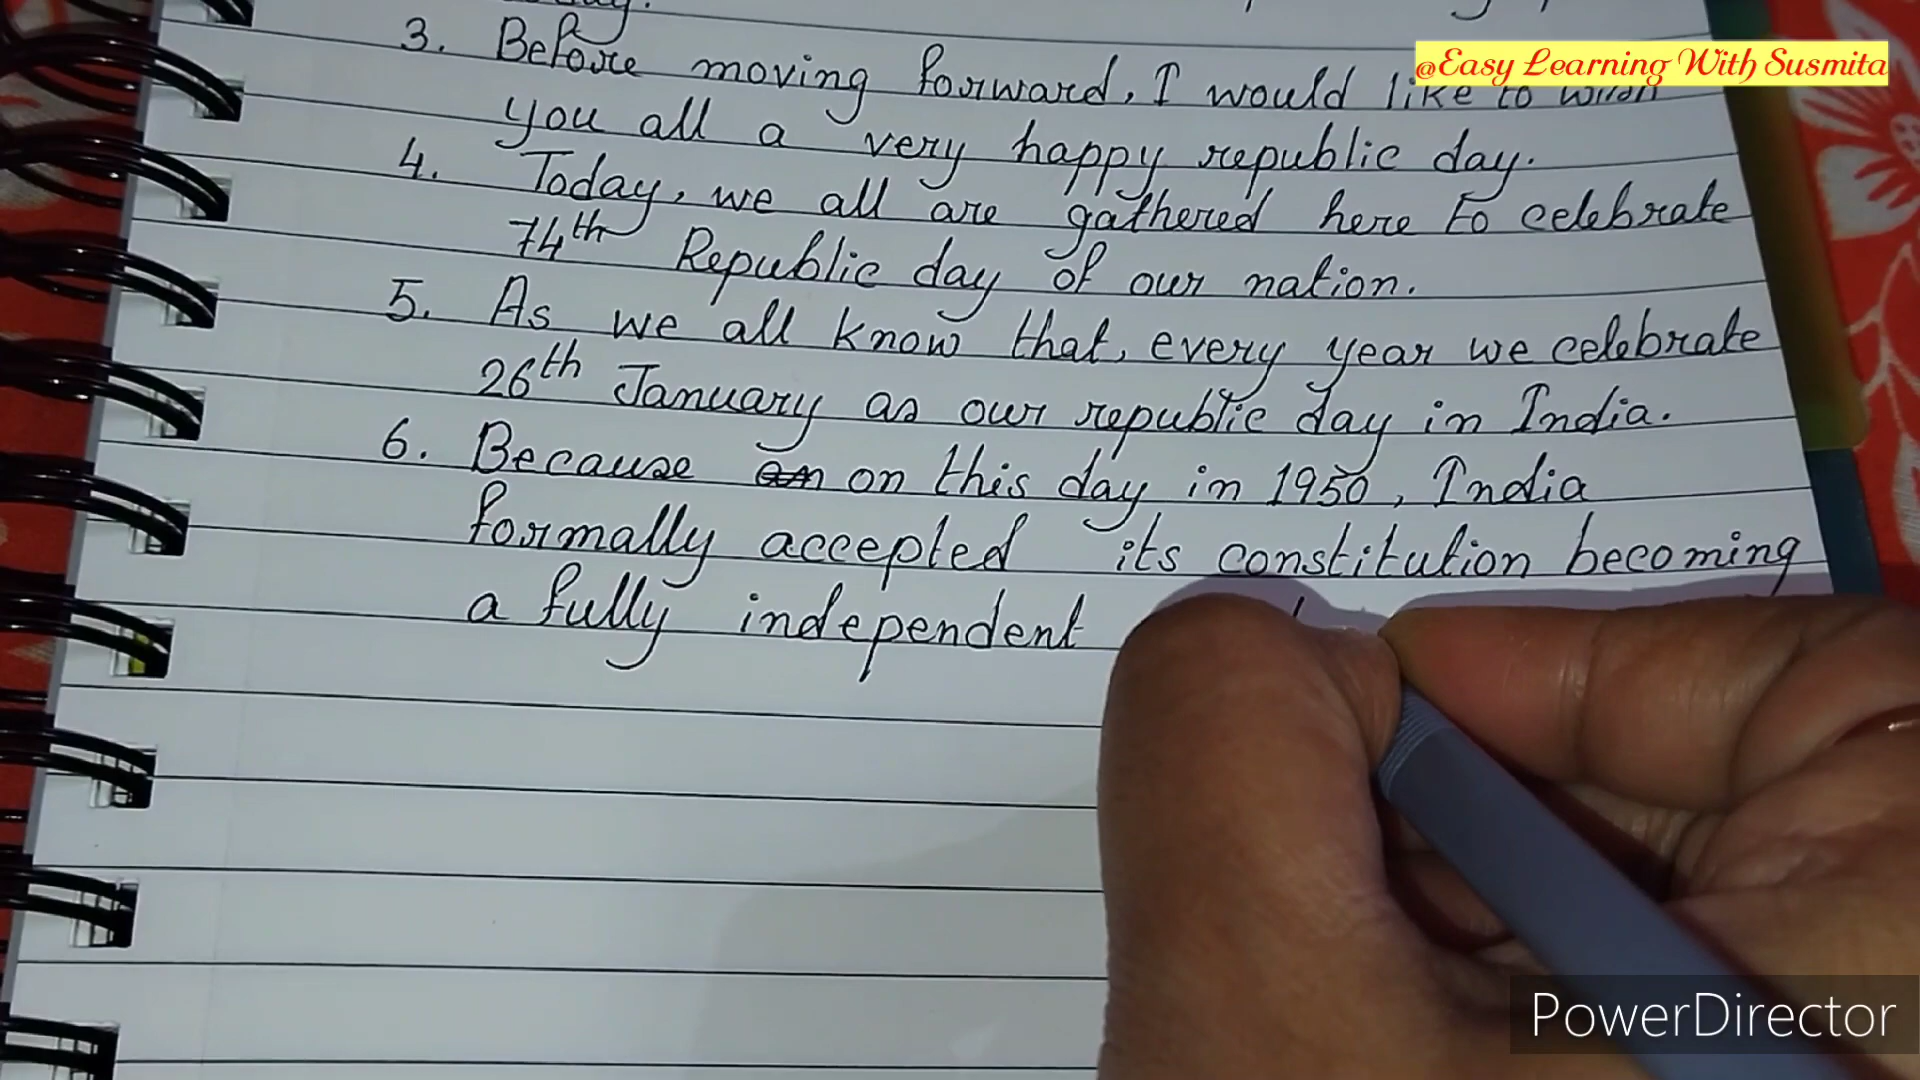 3. Before moving forward, I would like to wish
@Easy Learning With Susmita
you all a very happy republic day.
4. Today, we all are gathered here to celebrate
74th Republic day of our nation.
5. As we all know that, every year we celebrate
26th January as our republic day in India.
6. Because on this day in 1950, India
formally accepted its constitution becoming
a fully independent
PowerDirector